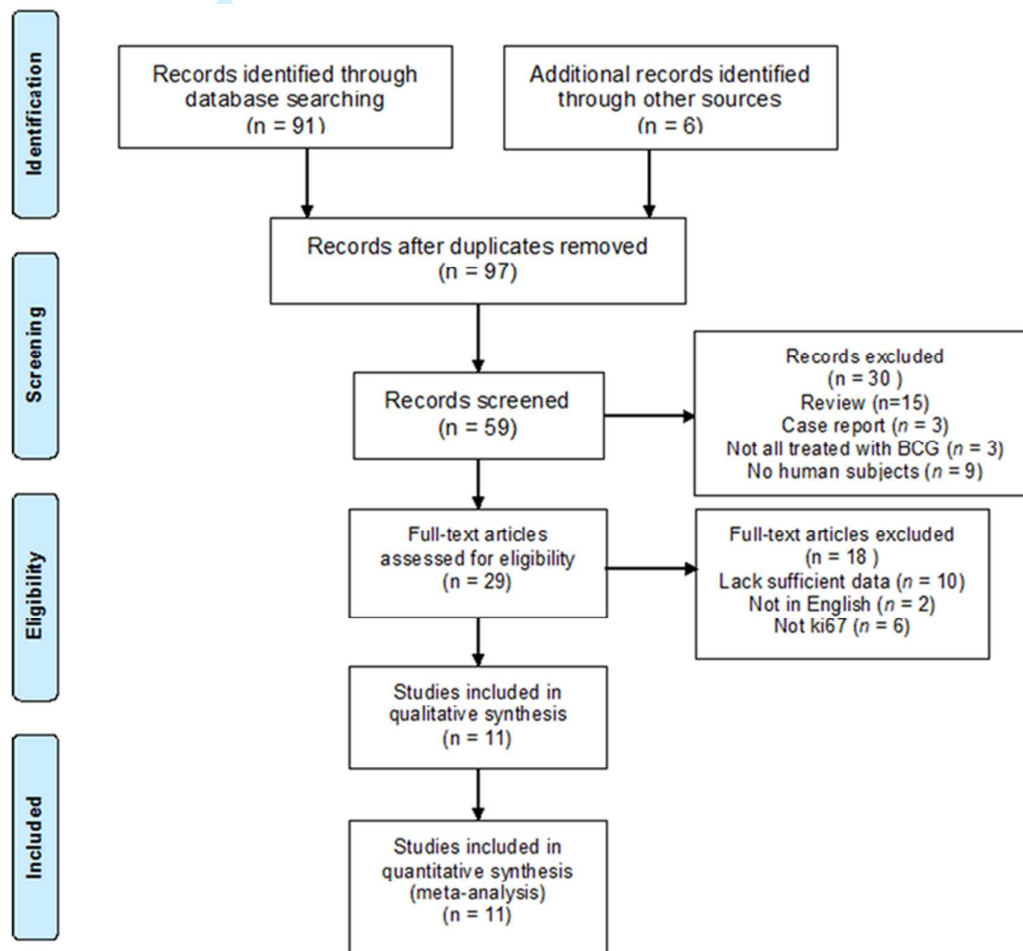 Identification
Records identified through
database searching
(n = 91)
Additional records identified
through other sources
(n = 6)
Records after duplicates removed
(n = 97)
Screening
Records screened
(n = 59)
Records excluded
(n = 30 )
Review (n=15)
Case report (n = 3)
Not all treated with BCG (n = 3)
No human subjects (n = 9)
Eligibility
Full-text articles
assessed for eligibility
(n = 29)
Full-text articles excluded
(n = 18 )
Lack sufficient data (n = 10)
Not in English (n = 2)
Not ki67 (n = 6)
Studies included in
qualitative synthesis
(n = 11)
Included
Studies included in
quantitative synthesis
(meta-analysis)
(n = 11)